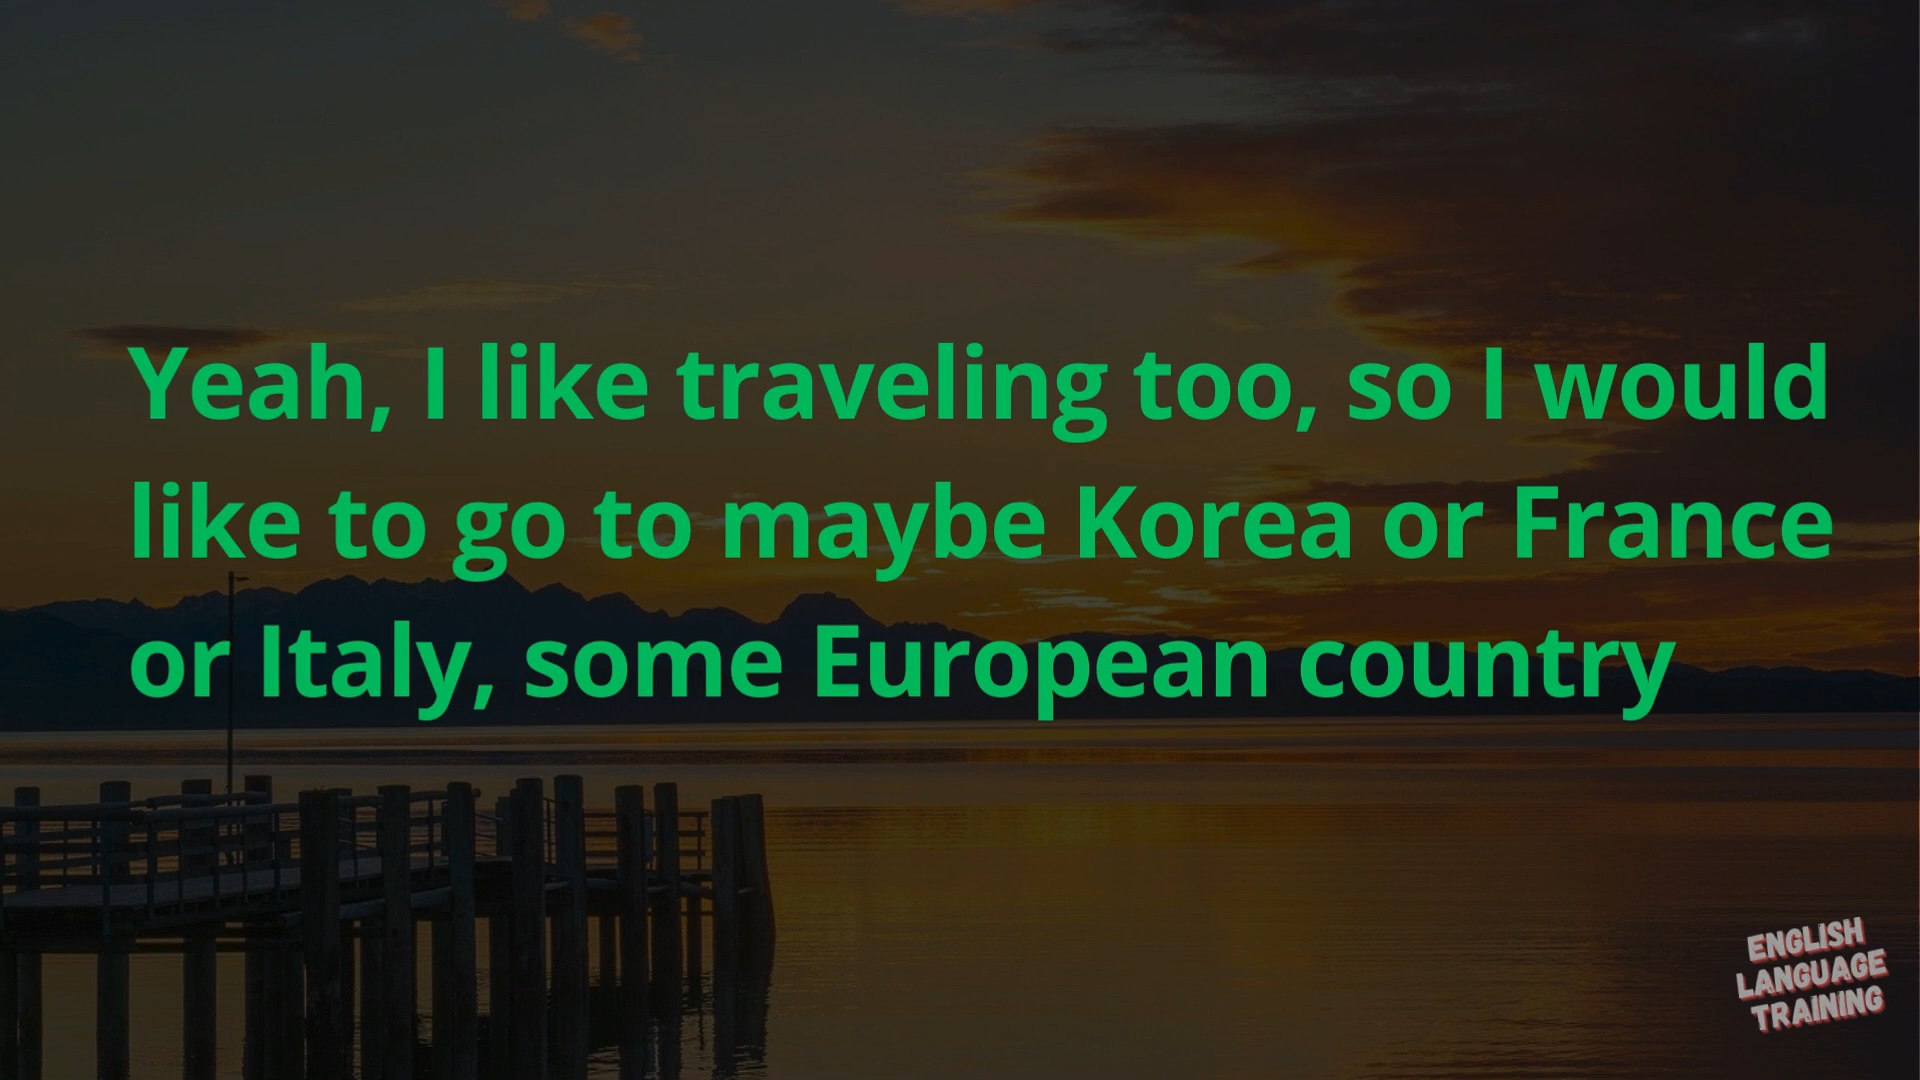 Yeah, I like traveling too, so I would
like to go to maybe Korea or France
or Italy, some European country
ENGLISH
LANGUAGE
TRAINING